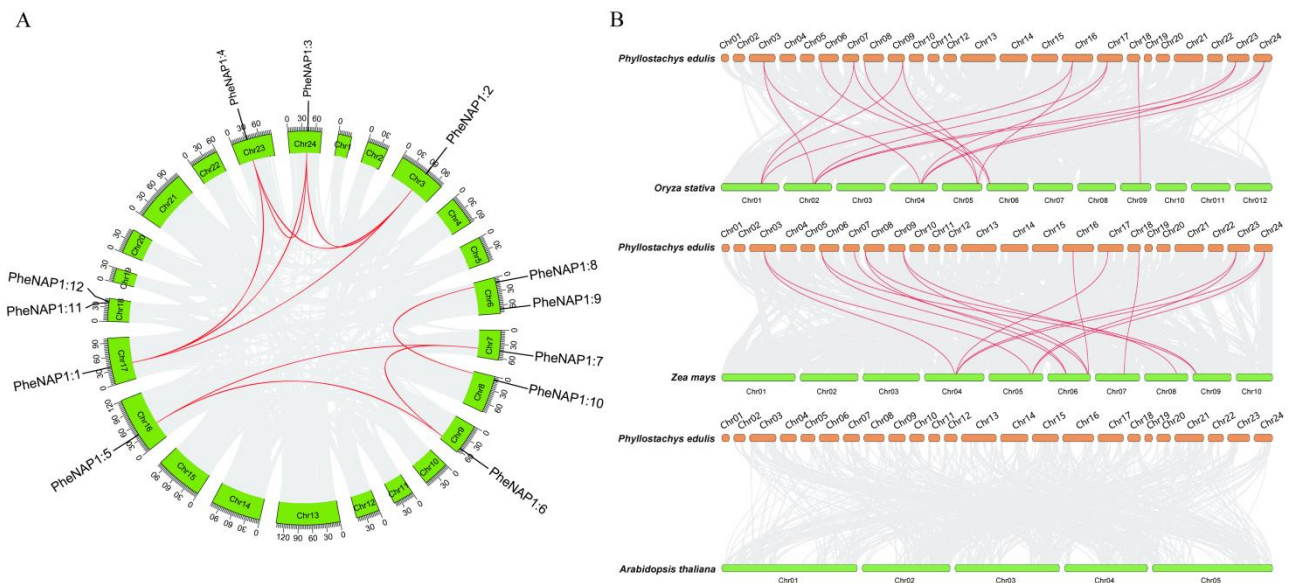 A
B
PheNAP1:4
PheNAP1:3
PheNAP1:2
PheNAP1:8
PheNAP1:9
PheNAP1:7
PheNAP1:10
PheNAP1:6
PheNAP1:5
PheNAP1:1
PheNAP1:11
PheNAP1:12
Chr24
Chr1
Chr2
Chr3
Chr4
Chr5
Chr6
Chr7
Chr8
Chr9
Chr10
Chr11
Chr12
Chr13
Chr14
Chr15
Chr16
Chr17
Chr18
Chr19
Chr20
Chr21
Chr22
Chr23
Chr01 Chr02 Chr03 Chr04 Chr05 Chr06 Chr07 Chr08 Chr09 Chr10 Chr11 Chr12 Chr13 Chr14 Chr15 Chr16 Chr17 Chr18 Chr19 Chr20 Chr21 Chr22 Chr23 Chr24
Phyllostachys edulis
Oryza stativa
Chr01 Chr02 Chr03 Chr04 Chr05 Chr06 Chr07 Chr08 Chr09 Chr10 Chr011 Chr012
Chr01 Chr02 Chr03 Chr04 Chr05 Chr06 Chr07 Chr08 Chr09 Chr10 Chr11 Chr12 Chr13 Chr14 Chr15 Chr16 Chr17 Chr18 Chr19 Chr20 Chr21 Chr22 Chr23 Chr24
Phyllostachys edulis
Zea mays
Chr01 Chr02 Chr03 Chr04 Chr05 Chr06 Chr07 Chr08 Chr09 Chr10
Chr01 Chr02 Chr03 Chr04 Chr05 Chr06 Chr07 Chr08 Chr09 Chr10 Chr11 Chr12 Chr13 Chr14 Chr15 Chr16 Chr17 Chr18 Chr19 Chr20 Chr21 Chr22 Chr23 Chr24
Phyllostachys edulis
Arabidopsis thaliana
Chr01 Chr02 Chr03 Chr04 Chr05